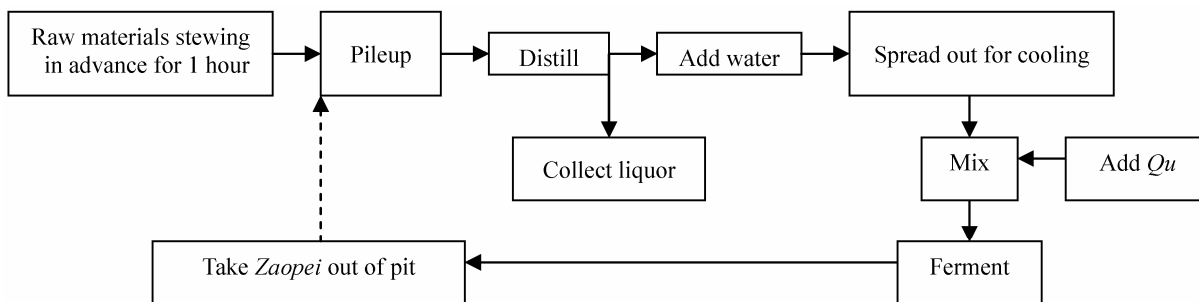 Raw materials stewing
in advance for 1 hour
Pileup
Distill
Add water
Spread out for cooling
Collect liquor
Mix
Add Qu
Take Zaopei out of pit
Ferment